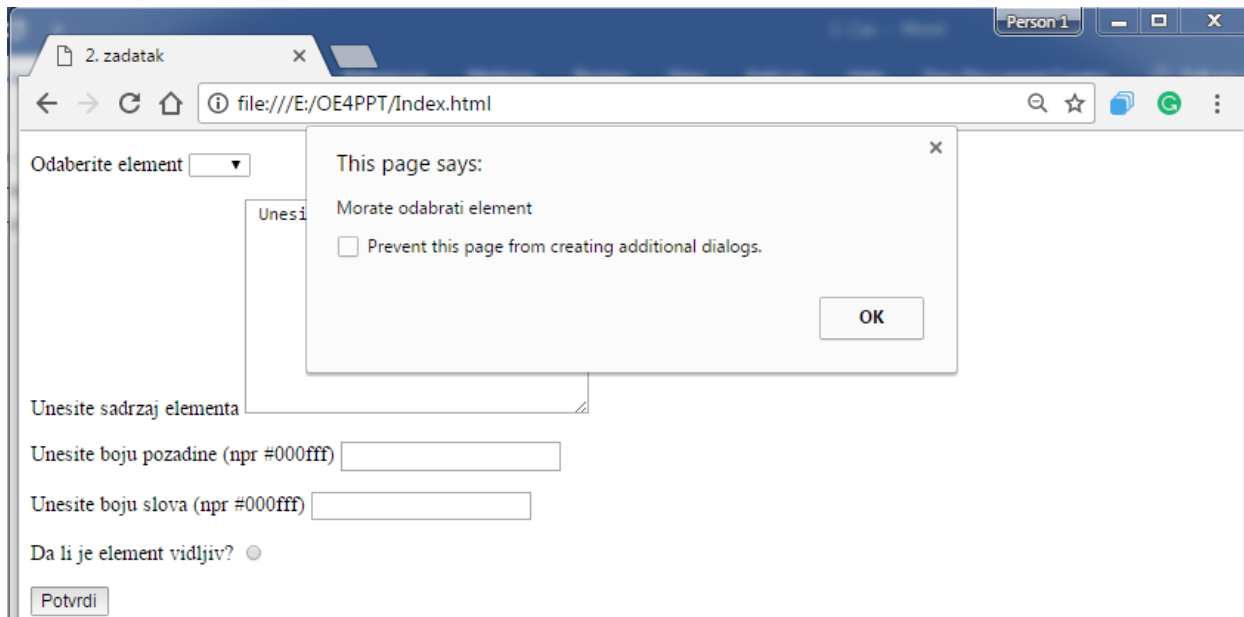 Person 1
2. zadatak
file:///E:/OE4PPT/Index.html
Odaberite element
This page says:
Morate odabrati element
Prevent this page from creating additional dialogs.
OK
Unesi
Unesite sadrzaj elementa
Unesite boju pozadine (npr #000fff)
Unesite boju slova (npr #000fff)
Da li je element vidljiv?
Potvrdi